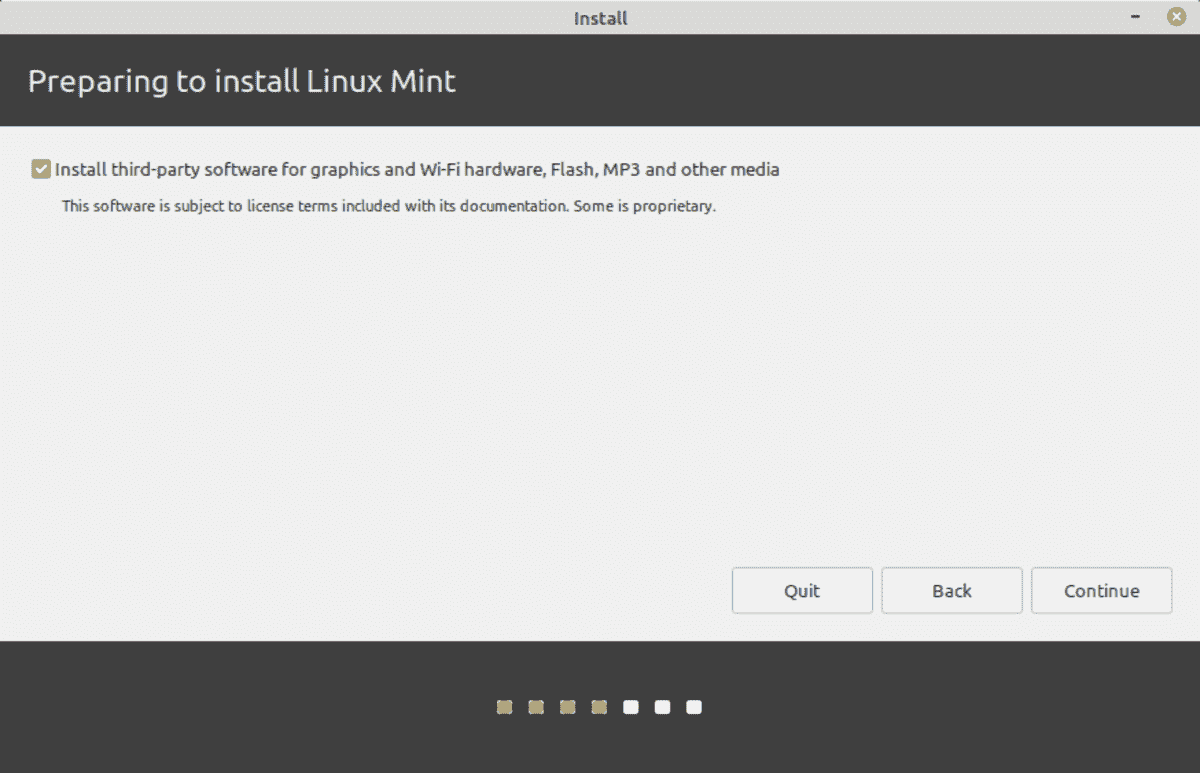 Install
Preparing to install Linux Mint
Install third-party software for graphics and Wi-Fi hardware, Flash, MP3 and other media
This software is subject to license terms included with its documentation. Some is proprietary.
Quit Back Continue